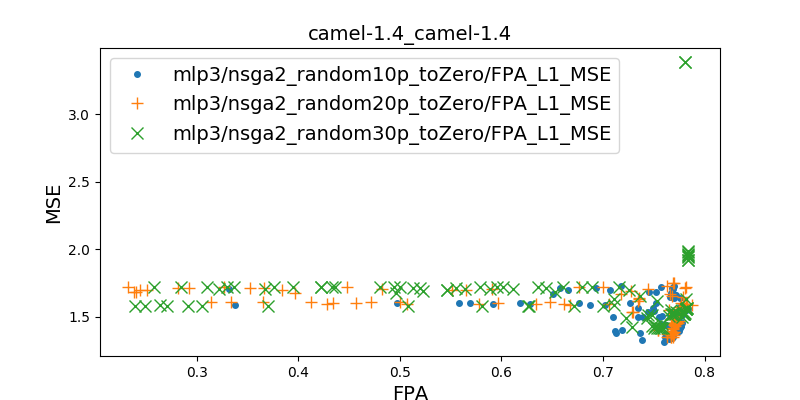 camel-1.4_camel-1.4
mlp3/nsga2_random10p_toZero/FPA_L1_MSE
mlp3/nsga2_random20p_toZero/FPA_L1_MSE
mlp3/nsga2_random30p_toZero/FPA_L1_MSE
MSE
3.0
2.5
2.0
1.5
0.3 0.4 0.5 0.6 0.7 0.8
FPA